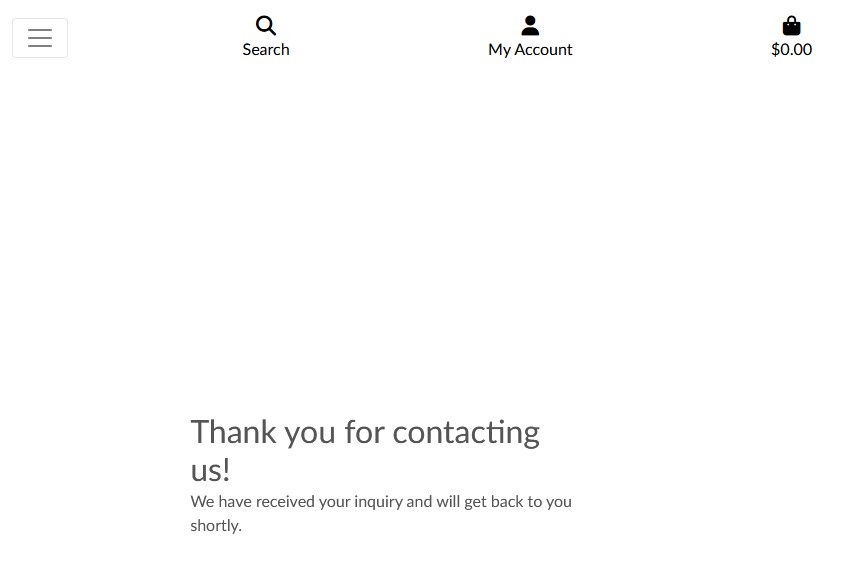 Search
My Account
$0.00
Thank you for contacting
us!
We have received your inquiry and will get back to you
shortly.